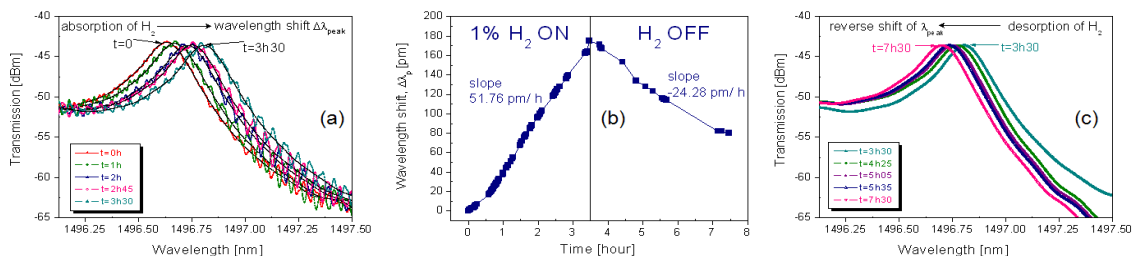 absorption of H2
wavelength shift Δλpeak
t=0
t=3h30
(a)
-40
-45
-50
-55
-60
-65
Transmission [dBm]
t=0h
t=1h
t=2h
t=2h45
t=3h30
1496.25 1496.50 1496.75 1497.00 1497.25 1497.50
Wavelength [nm]
200
180
160
140
120
100
80
60
40
20
0
Wavelength shift, Δλp [pm]
1% H2 ON
H2 OFF
slope
51.76 pm/ h
slope
-24.28 pm/ h
(b)
0 1 2 3 4 5 6 7 8
Time [hour]
reverse shift of λpeak
desorption of H2
t=7h30
t=3h30
(c)
-40
-45
-50
-55
-60
-65
Transmission [dBm]
t=3h30
t=4h25
t=5h05
t=5h35
t=7h30
1496.25 1496.50 1496.75 1497.00 1497.25 1497.50
Wavelength [nm]